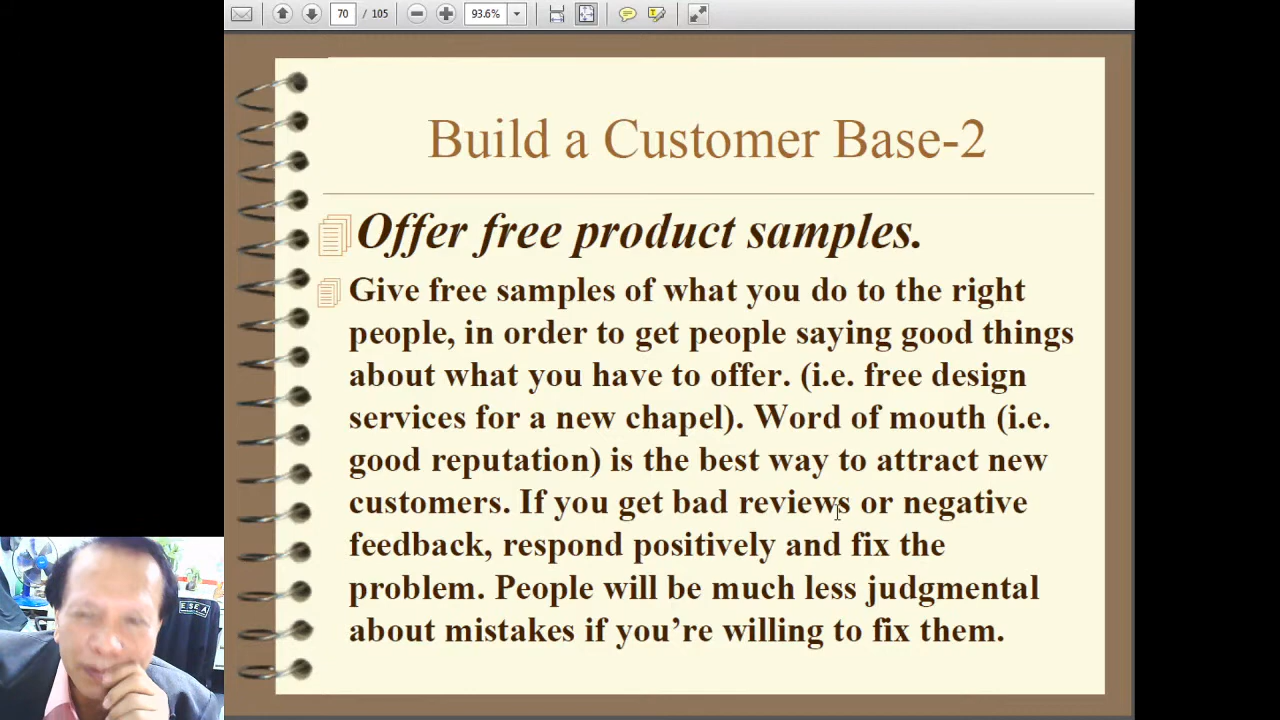 70 / 105 93.6%
Build a Customer Base-2
Offer free product samples.
Give free samples of what you do to the right
people, in order to get people saying good things
about what you have to offer. (i.e. free design
services for a new chapel). Word of mouth (i.e.
good reputation) is the best way to attract new
customers. If you get bad reviews or negative
feedback, respond positively and fix the
problem. People will be much less judgmental
about mistakes if you’re willing to fix them.
ESEA